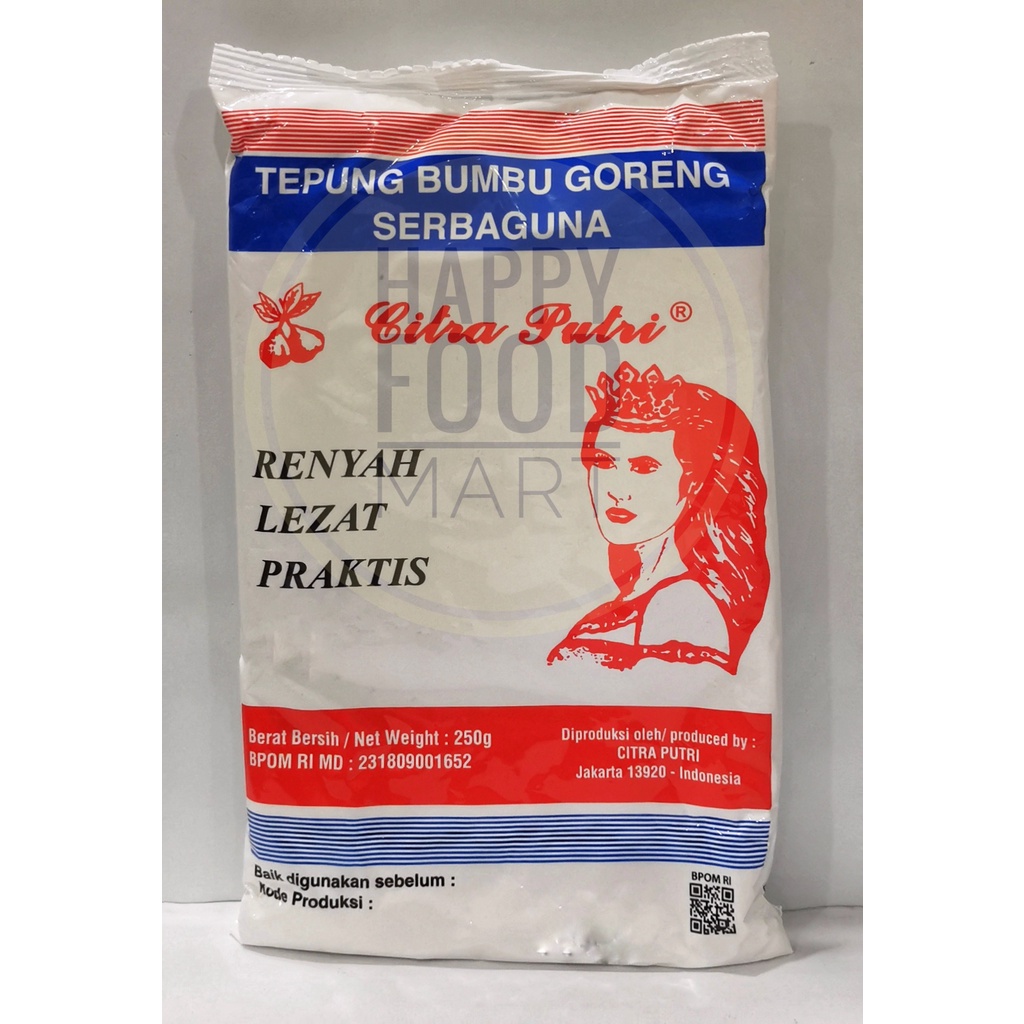 TEPUNG BUMBU GORENG
SERBAGUNA
Citra Putri ®
HAPPY
FOOD
MART
RENYAH
LEZAT
PRAKTIS
Berat Bersih / Net Weight : 250g
BPOM RI MD : 231809001652
Diproduksi oleh/ produced by :
CITRA PUTRI
Jakarta 13920 - Indonesia
Baik digunakan sebelum :
Kode Produksi :
BPOM RI